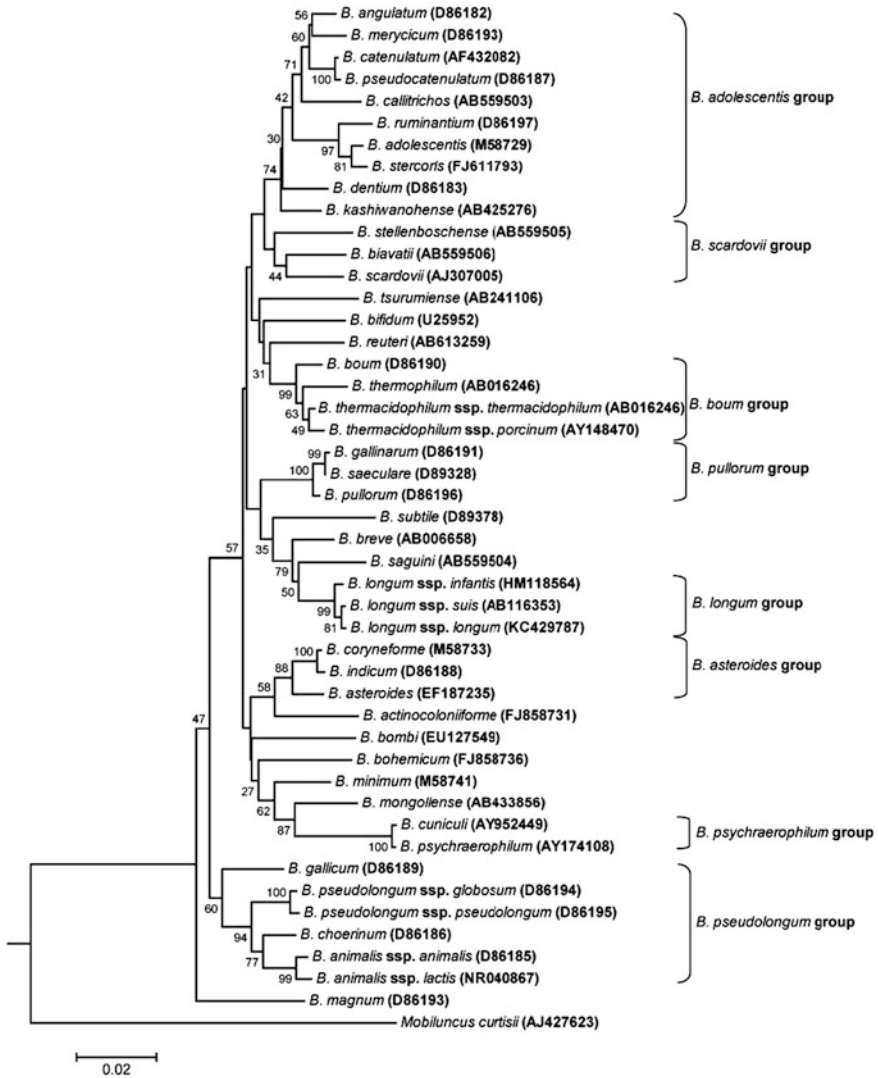 56
B. angulatum (D86182)
60
B. merycicum (D86193)
71
B. catenulatum (AF432082)
100
B. pseudocatenulatum (D86187)
42
B. callitrichos (AB559503)
B. adolescentis group
B. ruminantium (D86197)
30
97
B. adolescentis (M58729)
81
B. stercoris (FJ611793)
74
B. dentium (D86183)
B. kashiwanohense (AB425276)
B. stellenboschense (AB559505)
B. biavatii (AB559506)
B. scardovii group
44
B. scardovii (AJ307005)
B. tsurumiense (AB241106)
B. bifidum (U25952)
B. reuteri (AB613259)
31
B. boum (D86190)
99
B. thermophilum (AB016246)
63
B. thermacidophilum ssp. thermacidophilum (AB016246)
B. boum group
49
B. thermacidophilum ssp. porcinum (AY148470)
99
B. gallinarum (D86191)
100
B. saeculare (D89328)
B. pullorum group
B. pullorum (D86196)
B. subtile (D89378)
35
B. breve (AB006658)
57
79
B. saguini (AB559504)
50
B. longum ssp. infantis (HM118564)
99
B. longum ssp. suis (AB116353)
B. longum group
81
B. longum ssp. longum (KC429787)
100
B. coryneforme (M58733)
88
B. indicum (D86188)
B. asteroides group
58
B. asteroides (EF187235)
B. actinocoloniiforme (FJ858731)
47
B. bombi (EU127549)
B. bohemicum (FJ858736)
27
B. minimum (M58741)
62
B. mongollense (AB433856)
87
B. cuniculi (AY952449)
B. psychraerophilum group
100
B. psychraerophilum (AY174108)
B. gallicum (D86189)
100
B. pseudolongum ssp. globosum (D86194)
60
B. pseudolongum ssp. pseudolongum (D86195)
B. pseudolongum group
94
B. choerinum (D86186)
77
B. animalis ssp. animalis (D86185)
99
B. animalis ssp. lactis (NR040867)
B. magnum (D86193)
Mobiluncus curtisii (AJ427623)
0.02